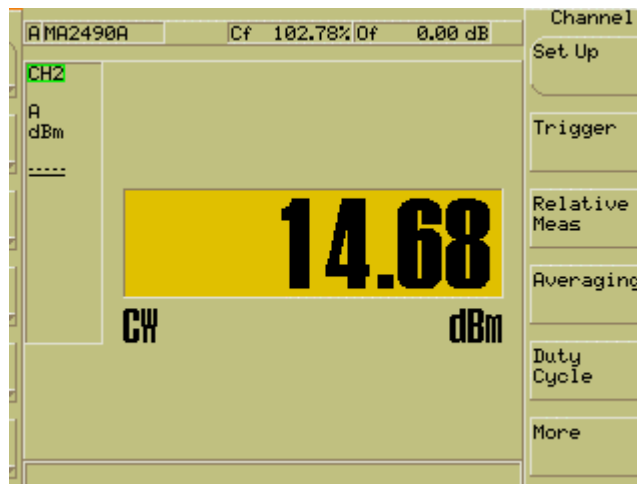 A MA2490A Cf 102.78% Of 0.00 dB
CH2
A
dBm
-----
14.68
CW dBm
Channel
Set Up
Trigger
Relative
Meas
Averaging
Duty
Cycle
More